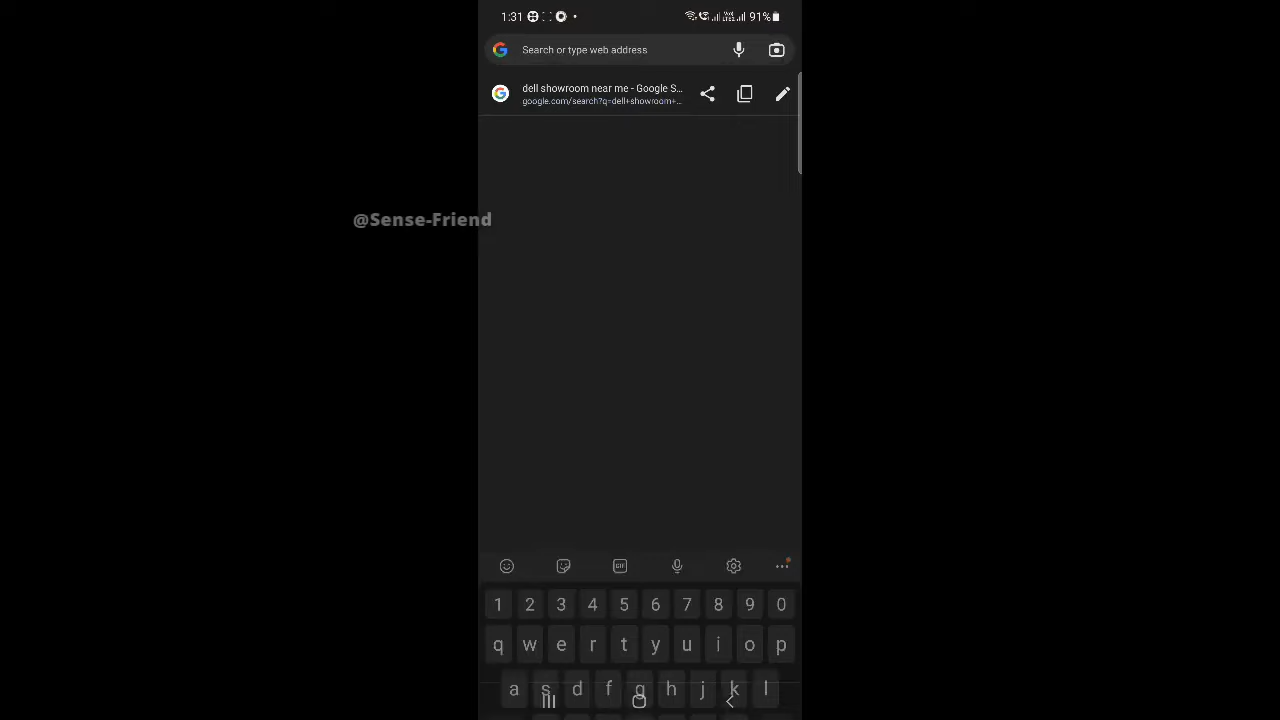 1:31
91%
Search or type web address
dell showroom near me - Google S...
google.com/search?q=dell+showroom+...
@Sense-Friend
GIF
1 2 3 4 5 6 7 8 9 0
q w e r t y u i o p
a s d f g h j k l